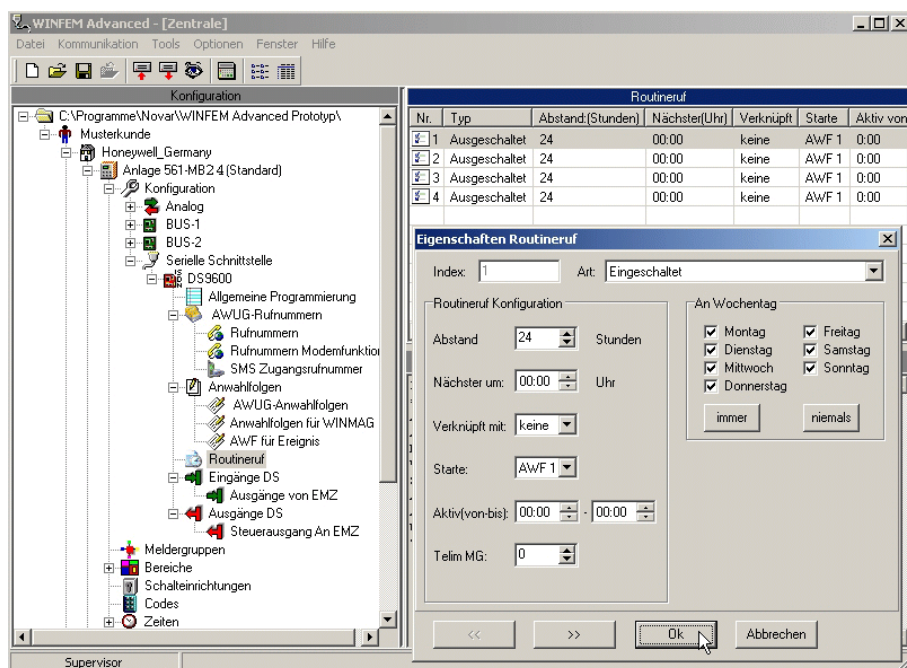 WINFEM Advanced - [Zentrale]
Datei Kommunikation Tools Optionen Fenster Hilfe
Konfiguration
C:\Programme\Novar\WINFEM Advanced Prototyp\
Musterkunde
Honeywell_Germany
Anlage 561-MB24 (Standard)
Konfiguration
Analog
BUS-1
BUS-2
Serielle Schnittstelle
DS9600
Allgemeine Programmierung
AWUG-Rufnummern
Rufnummern
Rufnummern Modemfunktion
SMS Zugangsrufnummer
Anwahlfolgen
AWUG-Anwahlfolgen
Anwahlfolgen für WINMAG
AWF für Ereignis
Routineruf
Eingänge DS
Ausgänge von EMZ
Ausgänge DS
Steuerausgang An EMZ
Meldergruppen
Bereiche
Schalteinrichtungen
Codes
Zeiten
Supervisor
Routineruf
Nr. Typ Abstand:(Stunden) Nächster(Uhr) Verknüpft Starte Aktiv von
1 Ausgeschaltet 24 00:00 keine AWF 1 0:00
2 Ausgeschaltet 24 00:00 keine AWF 1 0:00
3 Ausgeschaltet 24 00:00 keine AWF 1 0:00
4 Ausgeschaltet 24 00:00 keine AWF 1 0:00
Eigenschaften Routineruf
Index: 1 Art: Eingeschaltet
Routineruf Konfiguration
Abstand 24 Stunden
Nächster um: 00:00 Uhr
Verknüpft mit: keine
Starte: AWF 1
Aktiv(von-bis): 00:00 - 00:00
Telim MG: 0
An Wochentag
Montag Freitag
Dienstag Samstag
Mittwoch Sonntag
Donnerstag
immer niemals
<< >> Ok Abbrechen